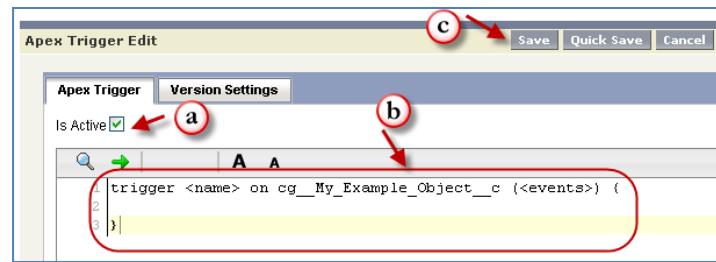 c
Apex Trigger Edit Save Quick Save Cancel
Apex Trigger Version Settings
Is Active a b
A A
1 trigger <name> on cg__My_Example_Object__c (<events>) {
2
3 }